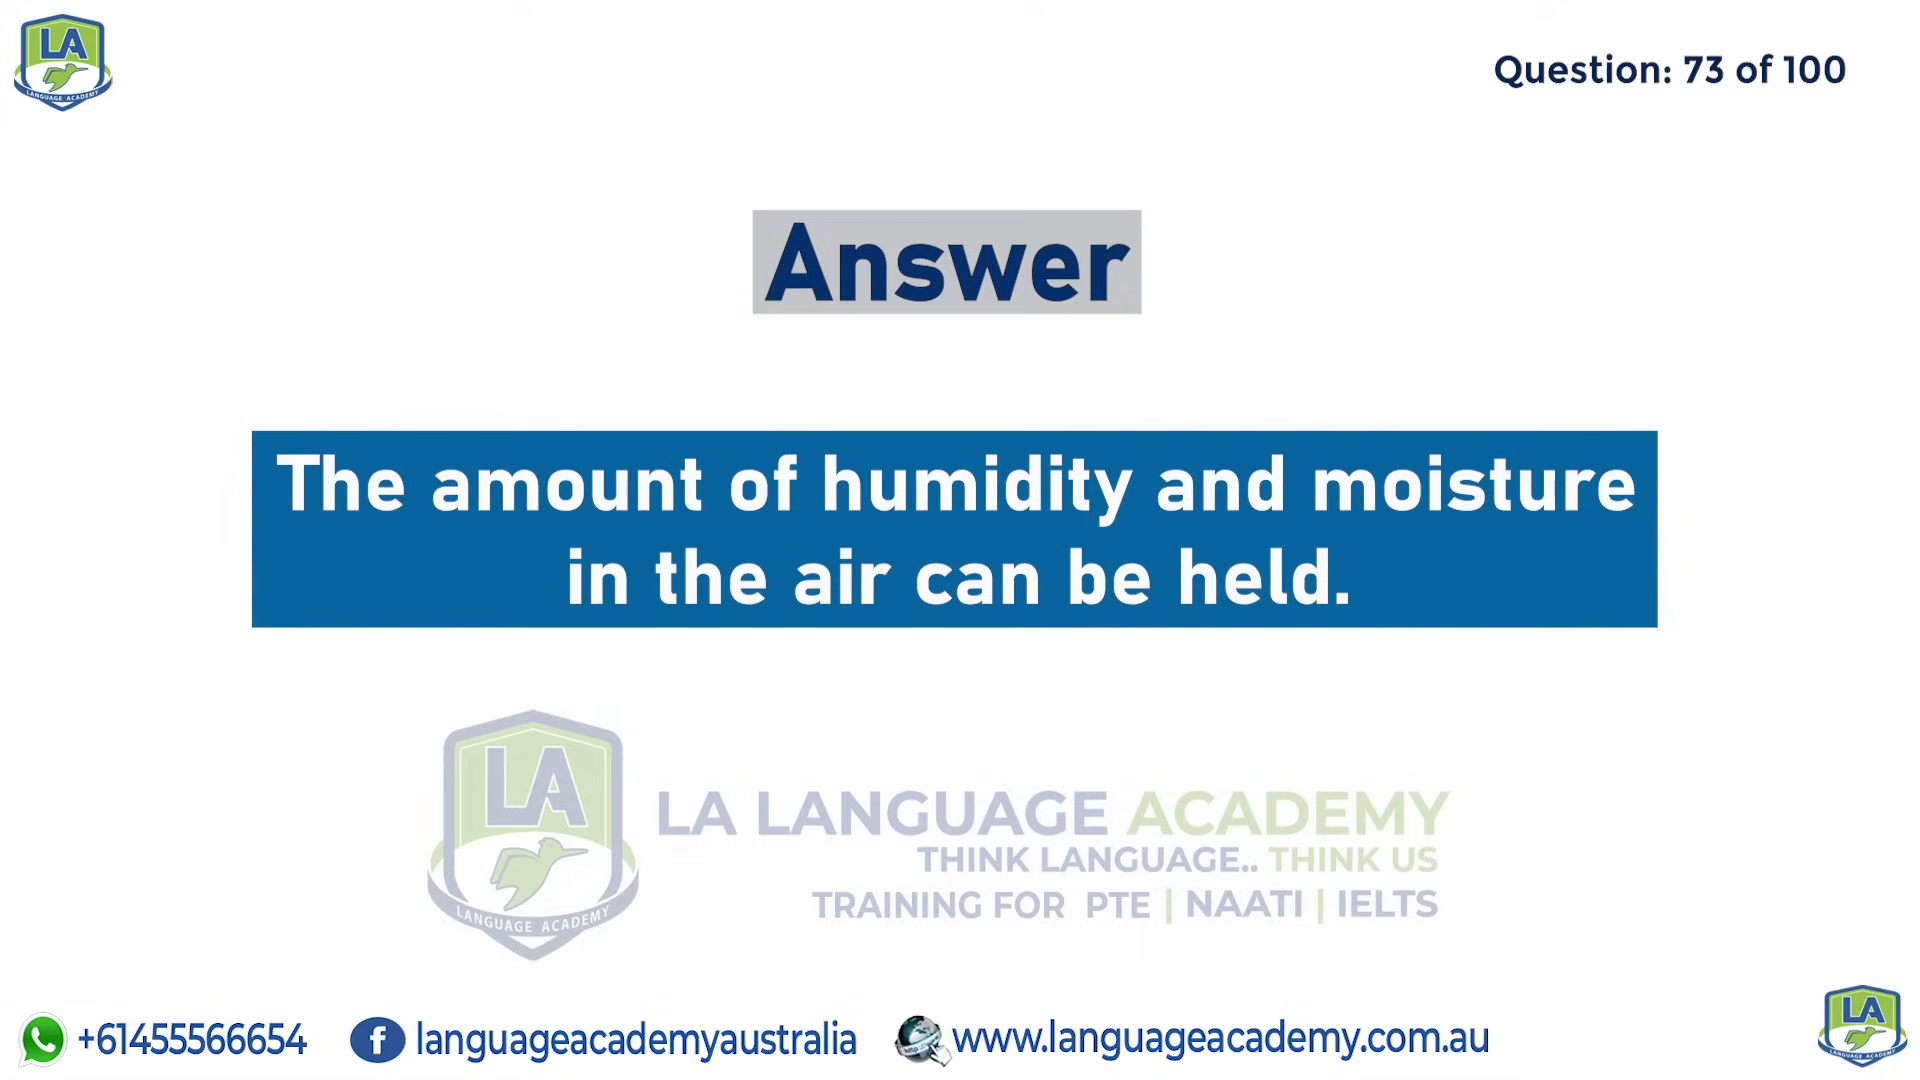 LA
LANGUAGE ACADEMY
Question: 73 of 100
Answer
The amount of humidity and moisture
in the air can be held.
LA
LANGUAGE ACADEMY
LA LANGUAGE ACADEMY
THINK LANGUAGE.. THINK US
TRAINING FOR PTE | NAATI | IELTS
+61455566654
f languageacademyaustralia
www.languageacademy.com.au
LA
LANGUAGE ACADEMY